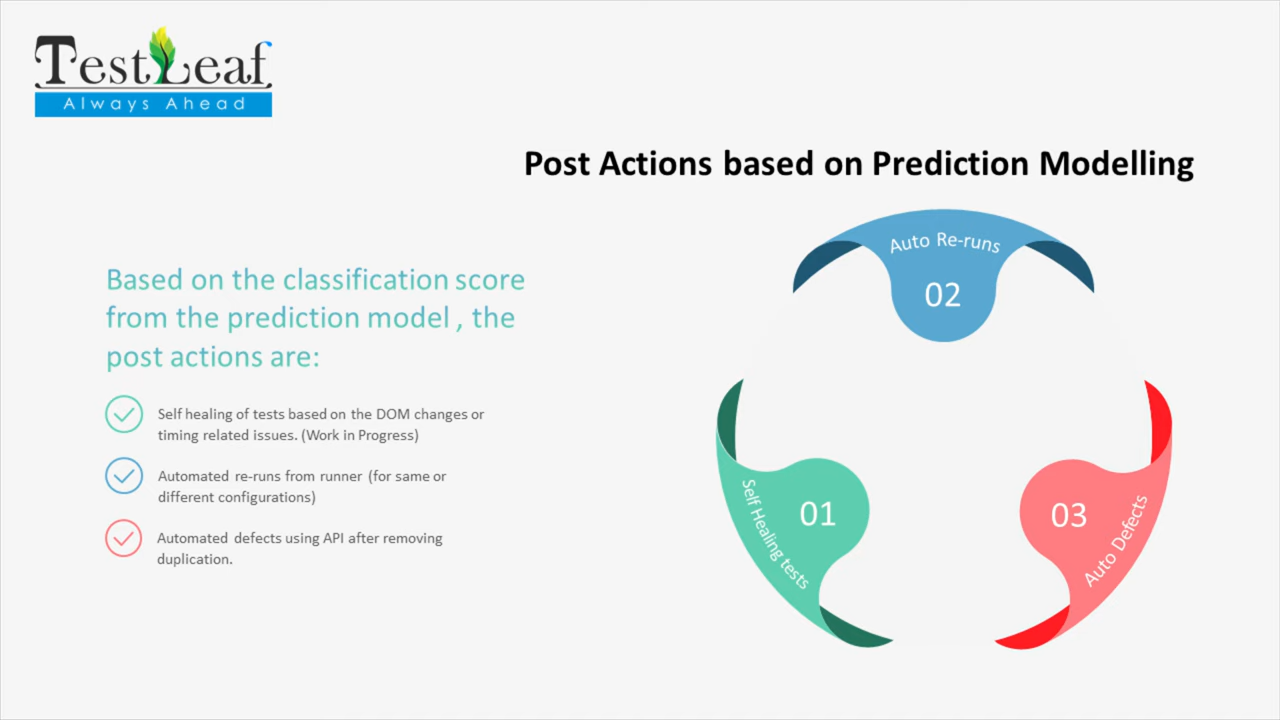 TestLeaf
Always Ahead
Post Actions based on Prediction Modelling
Based on the classification score
from the prediction model , the
post actions are:
Self healing of tests based on the DOM changes or
timing related issues. (Work in Progress)
Automated re-runs from runner (for same or
different configurations)
Automated defects using API after removing
duplication.
Auto Re-runs
02
01
Self Healing tests
03
Auto Defects